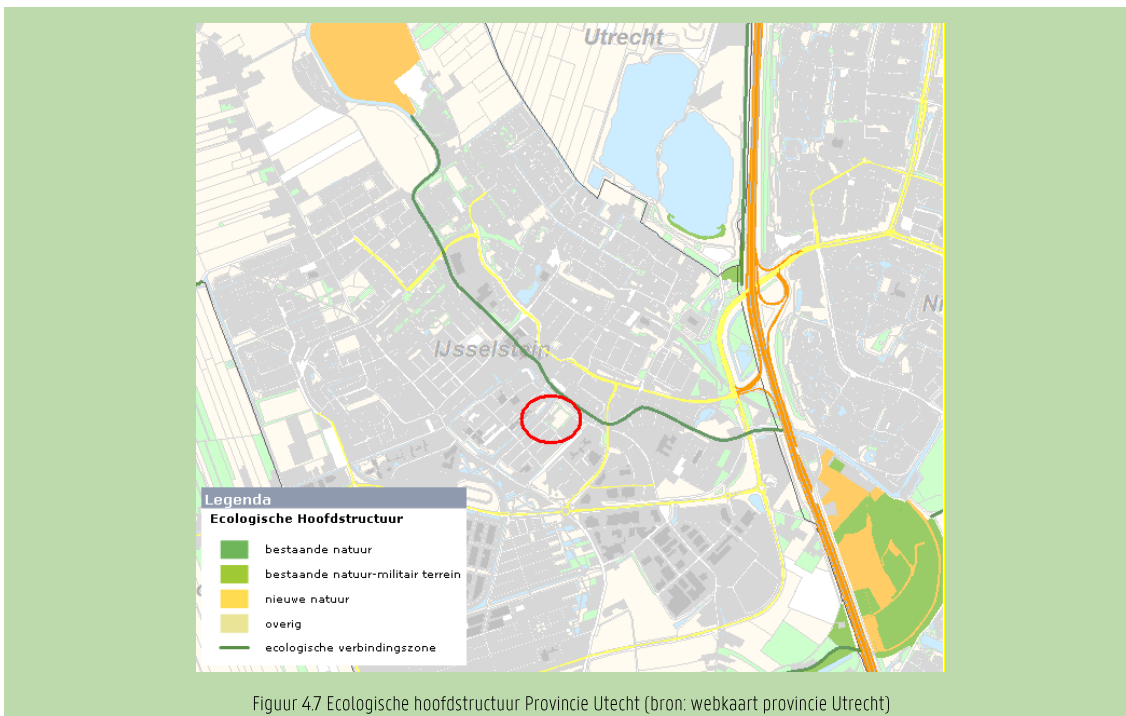 Utrecht
IJsselstein
Ni
Legenda
Ecologische Hoofdstructuur
bestaande natuur
bestaande natuur-militair terrein
nieuwe natuur
overig
ecologische verbindingszone
Figuur 4.7 Ecologische hoofdstructuur Provincie Utecht (bron: webkaart provincie Utrecht)